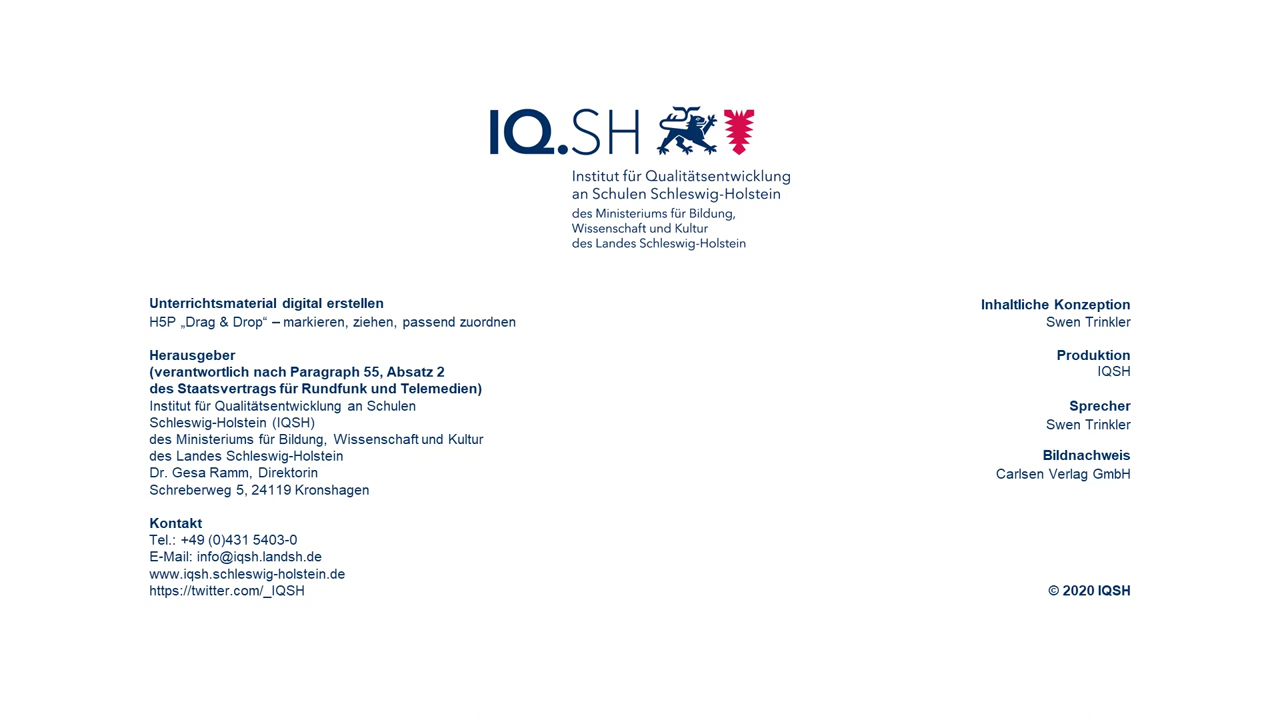 IQ.SH
Institut für Qualitätsentwicklung
an Schulen Schleswig-Holstein
des Ministeriums für Bildung,
Wissenschaft und Kultur
des Landes Schleswig-Holstein
Unterrichtsmaterial digital erstellen
H5P „Drag & Drop“ – markieren, ziehen, passend zuordnen
Herausgeber
(verantwortlich nach Paragraph 55, Absatz 2
des Staatsvertrags für Rundfunk und Telemedien)
Institut für Qualitätsentwicklung an Schulen
Schleswig-Holstein (IQSH)
des Ministeriums für Bildung, Wissenschaft und Kultur
des Landes Schleswig-Holstein
Dr. Gesa Ramm, Direktorin
Schreberweg 5, 24119 Kronshagen
Kontakt
Tel.: +49 (0)431 5403-0
E-Mail: info@iqsh.landsh.de
www.iqsh.schleswig-holstein.de
https://twitter.com/_IQSH
Inhaltliche Konzeption
Swen Trinkler
Produktion
IQSH
Sprecher
Swen Trinkler
Bildnachweis
Carlsen Verlag GmbH
© 2020 IQSH